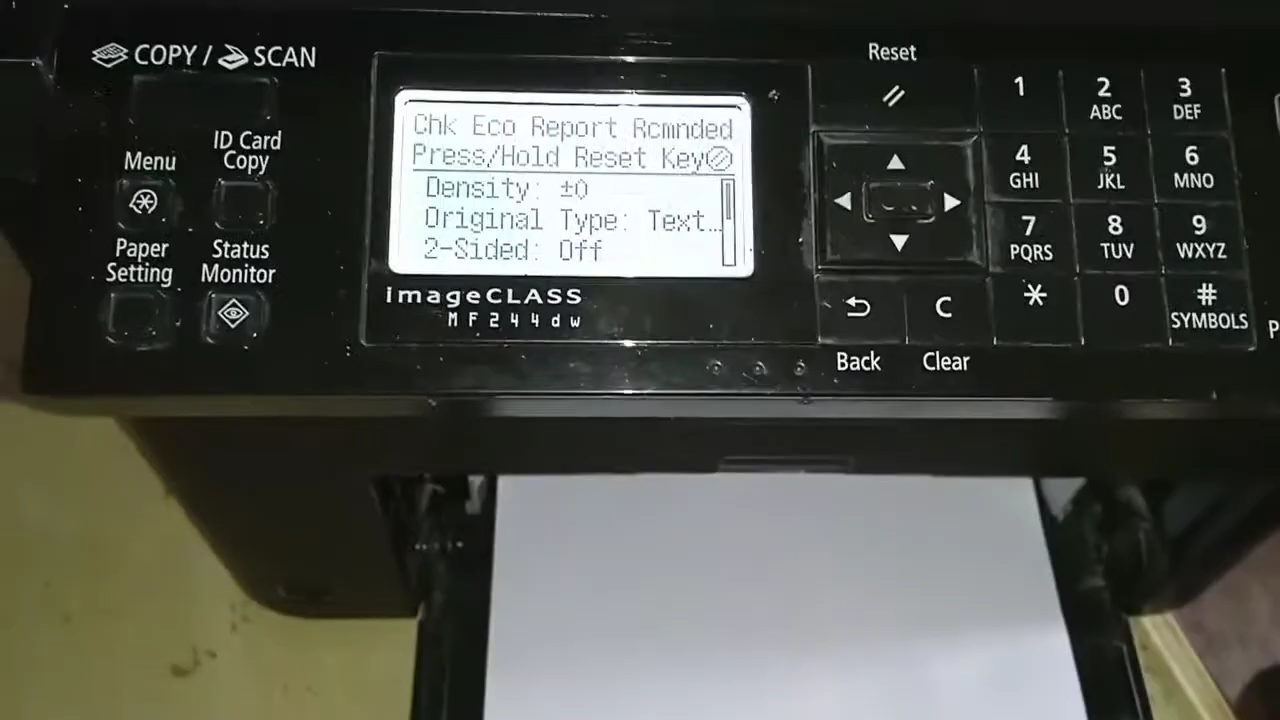 COPY / SCAN
Menu
ID Card
Copy
Paper
Setting
Status
Monitor
Chk Eco Report Rcmnded
Press/Hold Reset Key
Density: ±0
Original Type: Text…
2-Sided: Off
imageCLASS
MF244dw
Reset
Back
C
Clear
1
2
ABC
3
DEF
4
GHI
5
JKL
6
MNO
7
PQRS
8
TUV
9
WXYZ
*
0
#
SYMBOLS